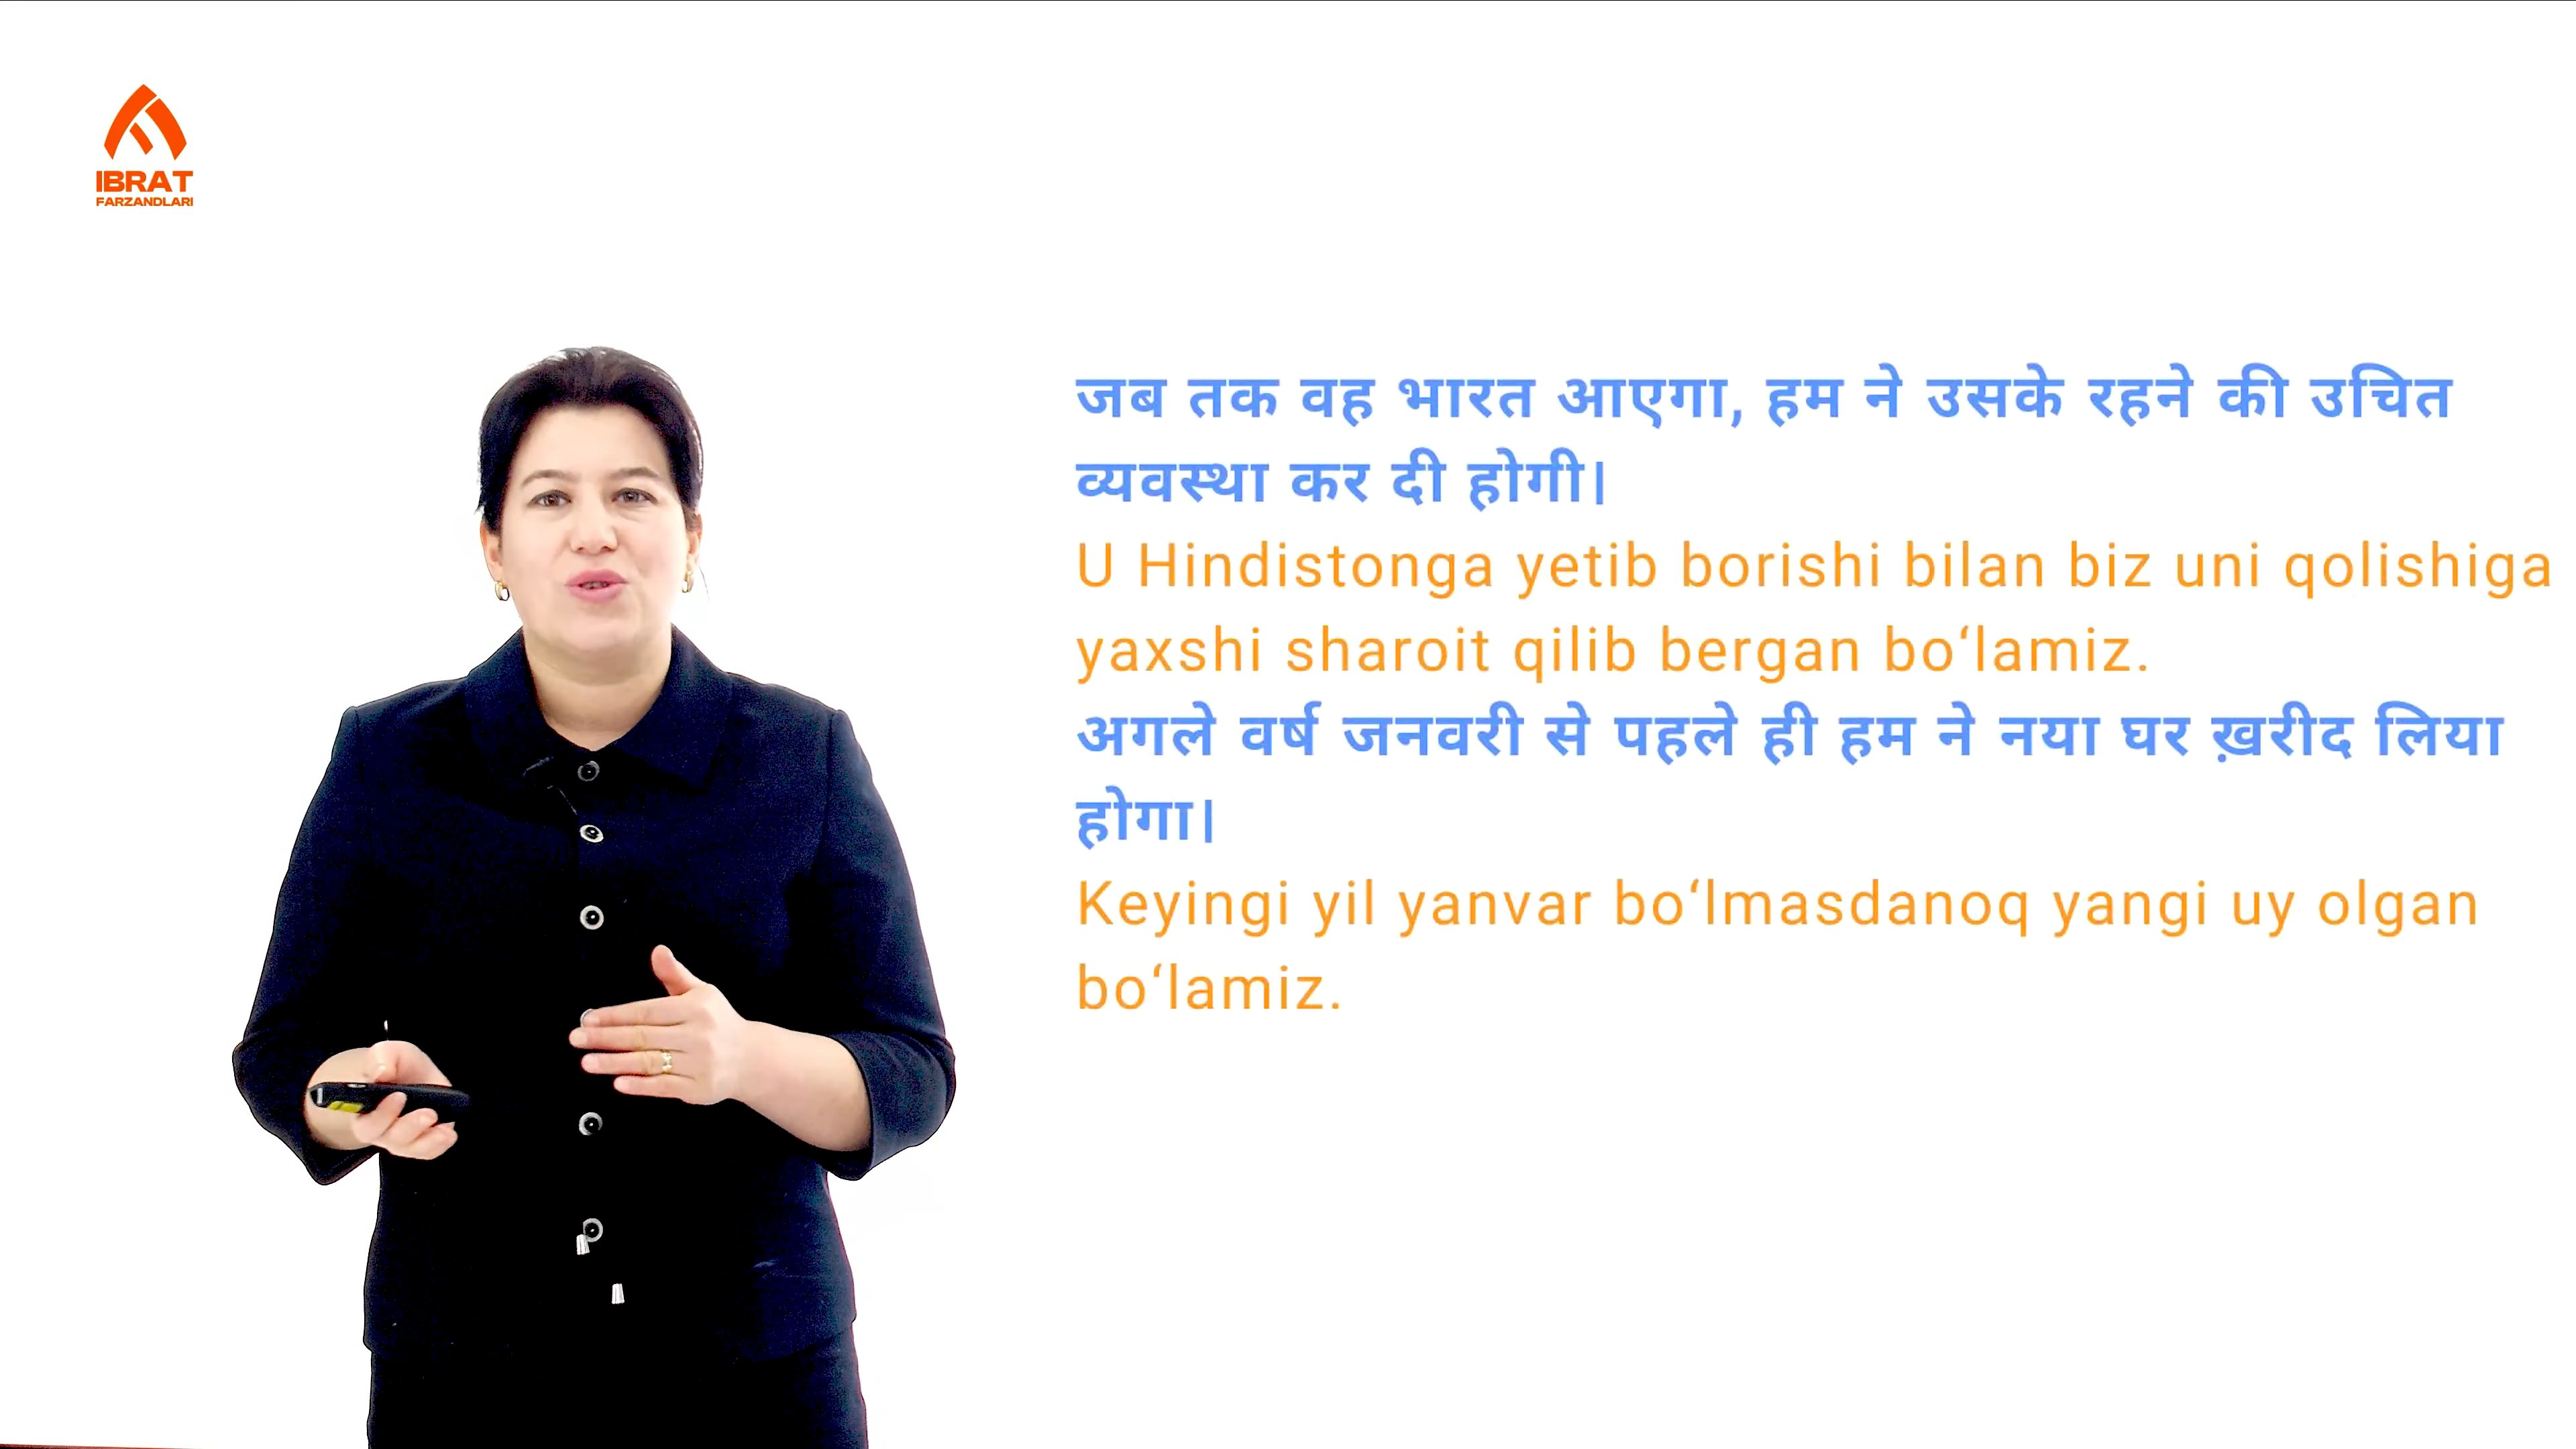 IBRAT
FARZANDLARI
जब तक वह भारत आएगा, हम ने उसके रहने की उचित
व्यवस्था कर दी होगी।
U Hindistonga yetib borishi bilan biz uni qolishiga
yaxshi sharoit qilib bergan bo‘lamiz.
अगले वर्ष जनवरी से पहले ही हम ने नया घर ख़रीद लिया
होगा।
Keyingi yil yanvar bo‘lmasdanoq yangi uy olgan
bo‘lamiz.